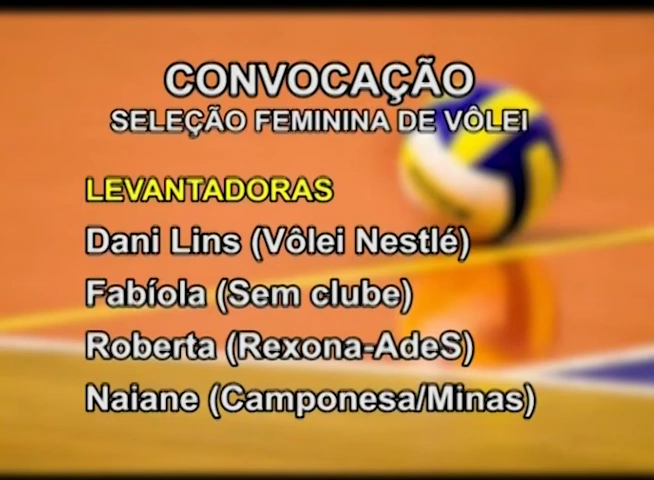 CONVOCAÇÃO
SELEÇÃO FEMININA DE VÔLEI
LEVANTADORAS
Dani Lins (Vôlei Nestlé)
Fabíola (Sem clube)
Roberta (Rexona-AdeS)
Naiane (Camponesa/Minas)